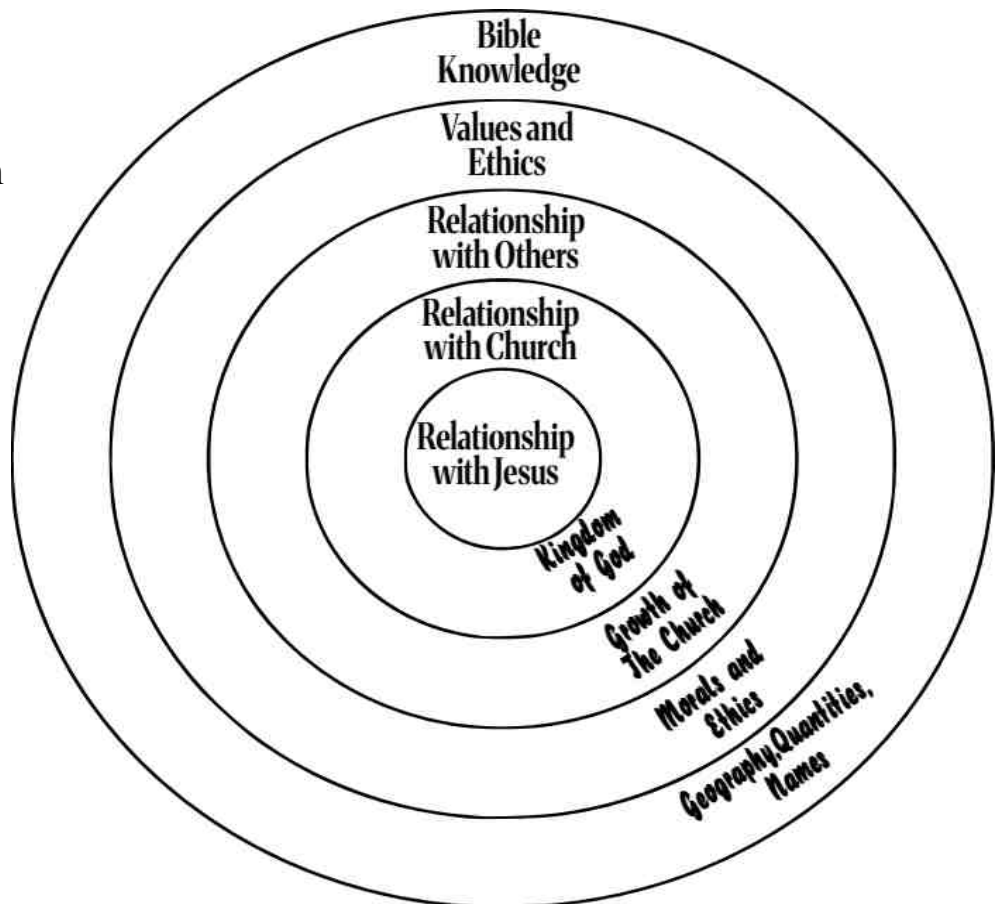 Bible
Knowledge
Values and
Ethics
Relationship
with Others
Relationship
with Church
Relationship
with Jesus
Kingdom
of God
Growth of
The Church
Morals and
Ethics
Geography, Quantities,
Names